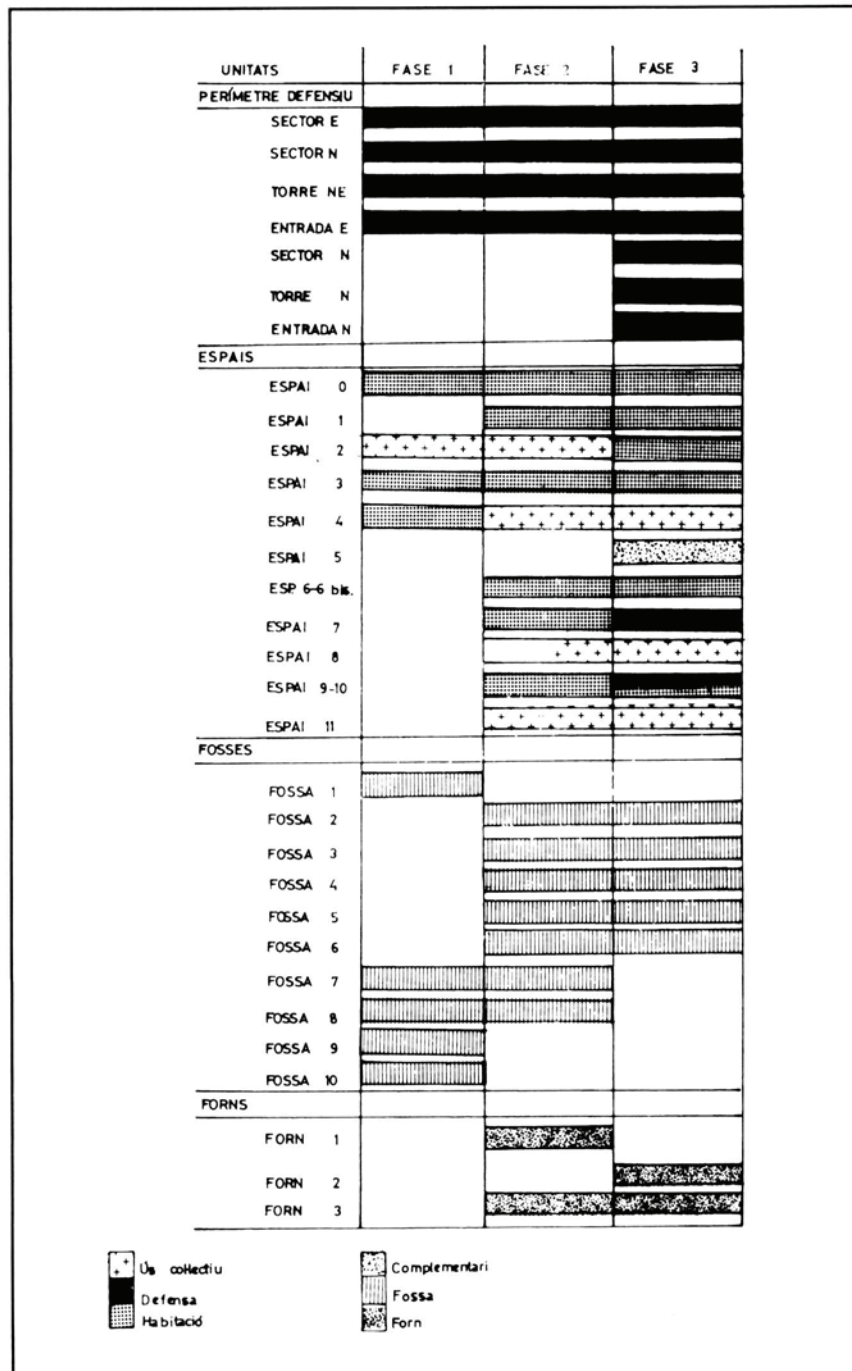 UNITATS FASE 1 FASE 2 FASE 3
PERÍMETRE DEFENSIU
SECTOR E
SECTOR N
TORRE NE
ENTRADA E
SECTOR N
TORRE N
ENTRADA N
ESPAIS
ESPAI 0
ESPAI 1
ESPAI 2
ESPAI 3
ESPAI 4
ESPAI 5
ESP. 6-6 bis.
ESPAI 7
ESPAI 8
ESPAI 9-10
ESPAI 11
FOSSES
FOSSA 1
FOSSA 2
FOSSA 3
FOSSA 4
FOSSA 5
FOSSA 6
FOSSA 7
FOSSA 8
FOSSA 9
FOSSA 10
FORNS
FORN 1
FORN 2
FORN 3
Ús col·lectiu
Defensa
Habitació
Complementari
Fossa
Forn